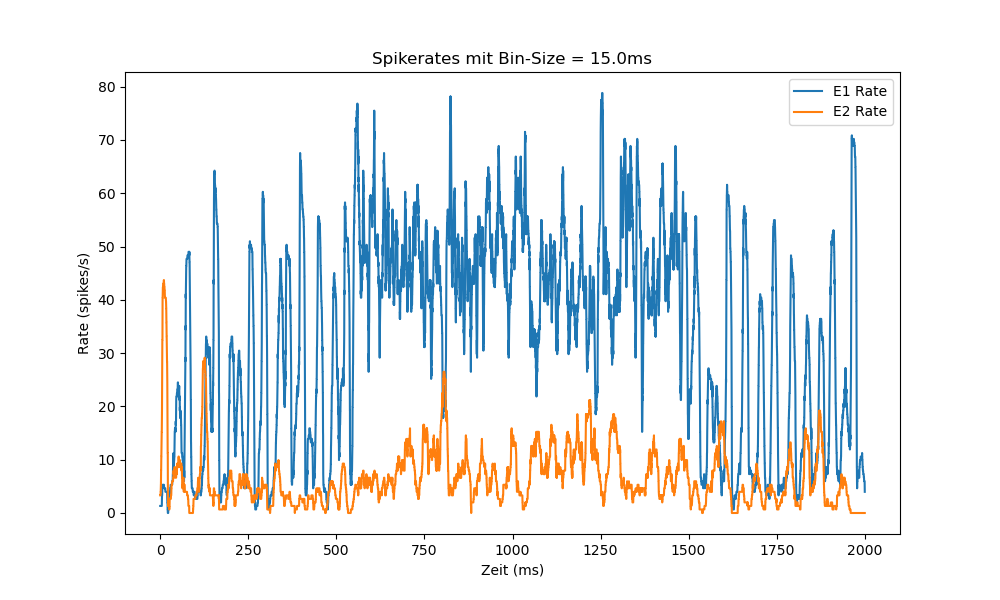 Spikerates mit Bin-Size = 15.0ms
E1 Rate
E2 Rate
Rate (spikes/s)
80
70
60
50
40
30
20
10
0
0 250 500 750 1000 1250 1500 1750 2000
Zeit (ms)